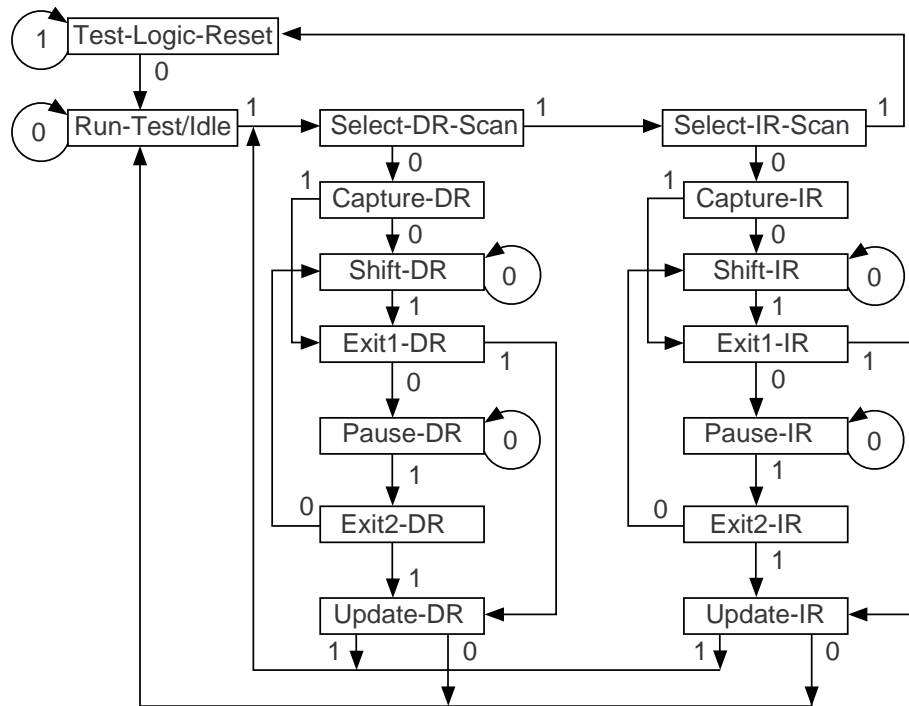 1
Test-Logic-Reset
0
0
Run-Test/Idle
1
Select-DR-Scan
1
Select-IR-Scan
1
0
0
1
Capture-DR
1
Capture-IR
0
0
Shift-DR
0
Shift-IR
0
1
1
Exit1-DR
1
Exit1-IR
1
0
0
Pause-DR
0
Pause-IR
0
1
1
0
Exit2-DR
0
Exit2-IR
1
1
Update-DR
Update-IR
1
0
1
0